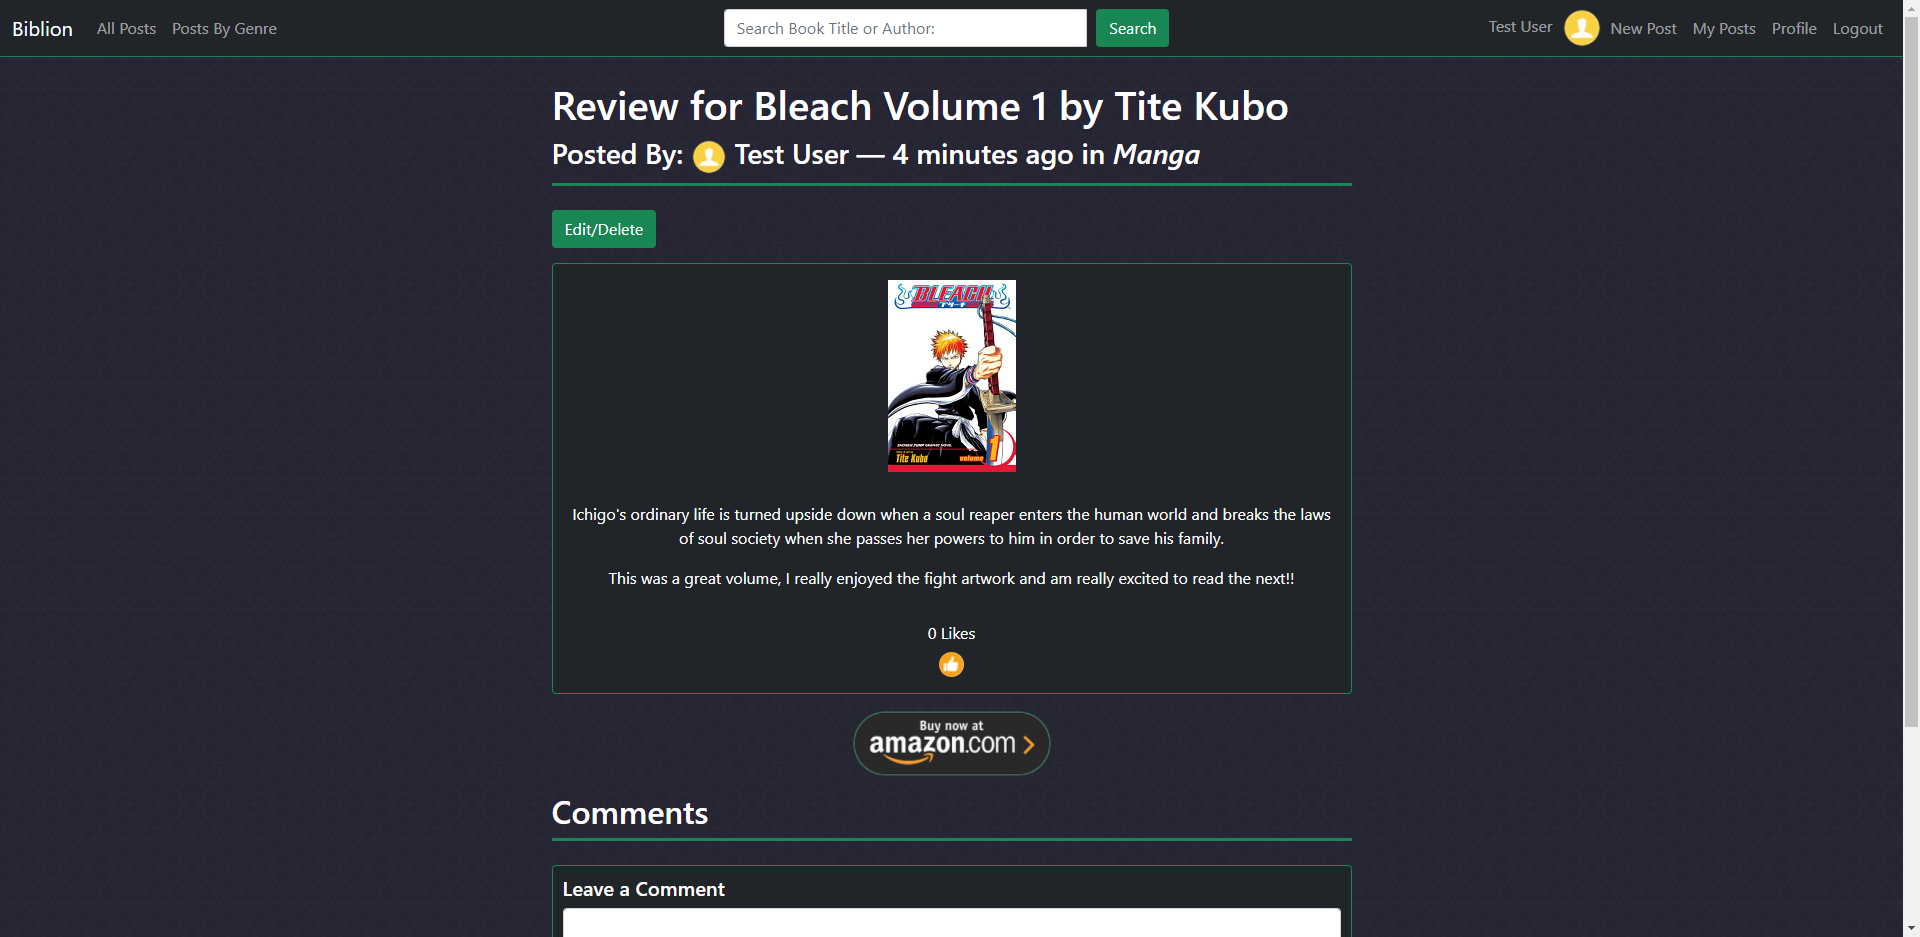 Biblion
All Posts
Posts By Genre
Search Book Title or Author:
Search
Test User
New Post
My Posts
Profile
Logout
Review for Bleach Volume 1 by Tite Kubo
Posted By: Test User — 4 minutes ago in Manga
Edit/Delete
BLEACH
SHONEN JUMP GRAPHIC NOVEL
Tite Kubo
volume 1
Ichigo's ordinary life is turned upside down when a soul reaper enters the human world and breaks the laws
of soul society when she passes her powers to him in order to save his family.
This was a great volume, I really enjoyed the fight artwork and am really excited to read the next!!
0 Likes
Buy now at
amazon.com
Comments
Leave a Comment